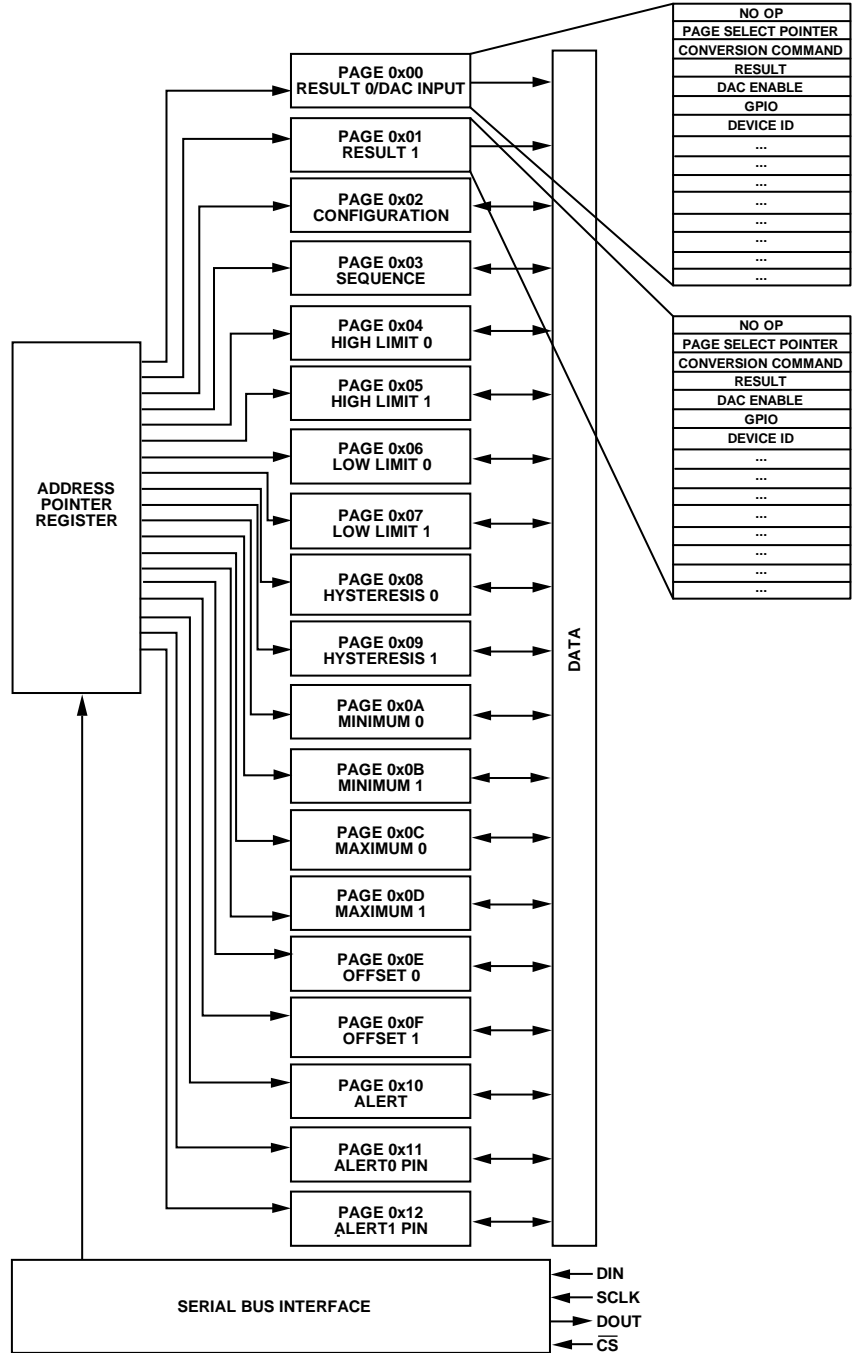 NO OP
PAGE SELECT POINTER
CONVERSION COMMAND
RESULT
DAC ENABLE
GPIO
DEVICE ID
...
...
...
...
...
...
...
...
PAGE 0x00
RESULT 0/DAC INPUT
PAGE 0x01
RESULT 1
PAGE 0x02
CONFIGURATION
PAGE 0x03
SEQUENCE
PAGE 0x04
HIGH LIMIT 0
PAGE 0x05
HIGH LIMIT 1
PAGE 0x06
LOW LIMIT 0
PAGE 0x07
LOW LIMIT 1
PAGE 0x08
HYSTERESIS 0
PAGE 0x09
HYSTERESIS 1
PAGE 0x0A
MINIMUM 0
PAGE 0x0B
MINIMUM 1
PAGE 0x0C
MAXIMUM 0
PAGE 0x0D
MAXIMUM 1
PAGE 0x0E
OFFSET 0
PAGE 0x0F
OFFSET 1
PAGE 0x10
ALERT
PAGE 0x11
ALERT0 PIN
PAGE 0x12
ALERT1 PIN
NO OP
PAGE SELECT POINTER
CONVERSION COMMAND
RESULT
DAC ENABLE
GPIO
DEVICE ID
...
...
...
...
...
...
...
...
ADDRESS
POINTER
REGISTER
DATA
SERIAL BUS INTERFACE
DIN
SCLK
DOUT
CS